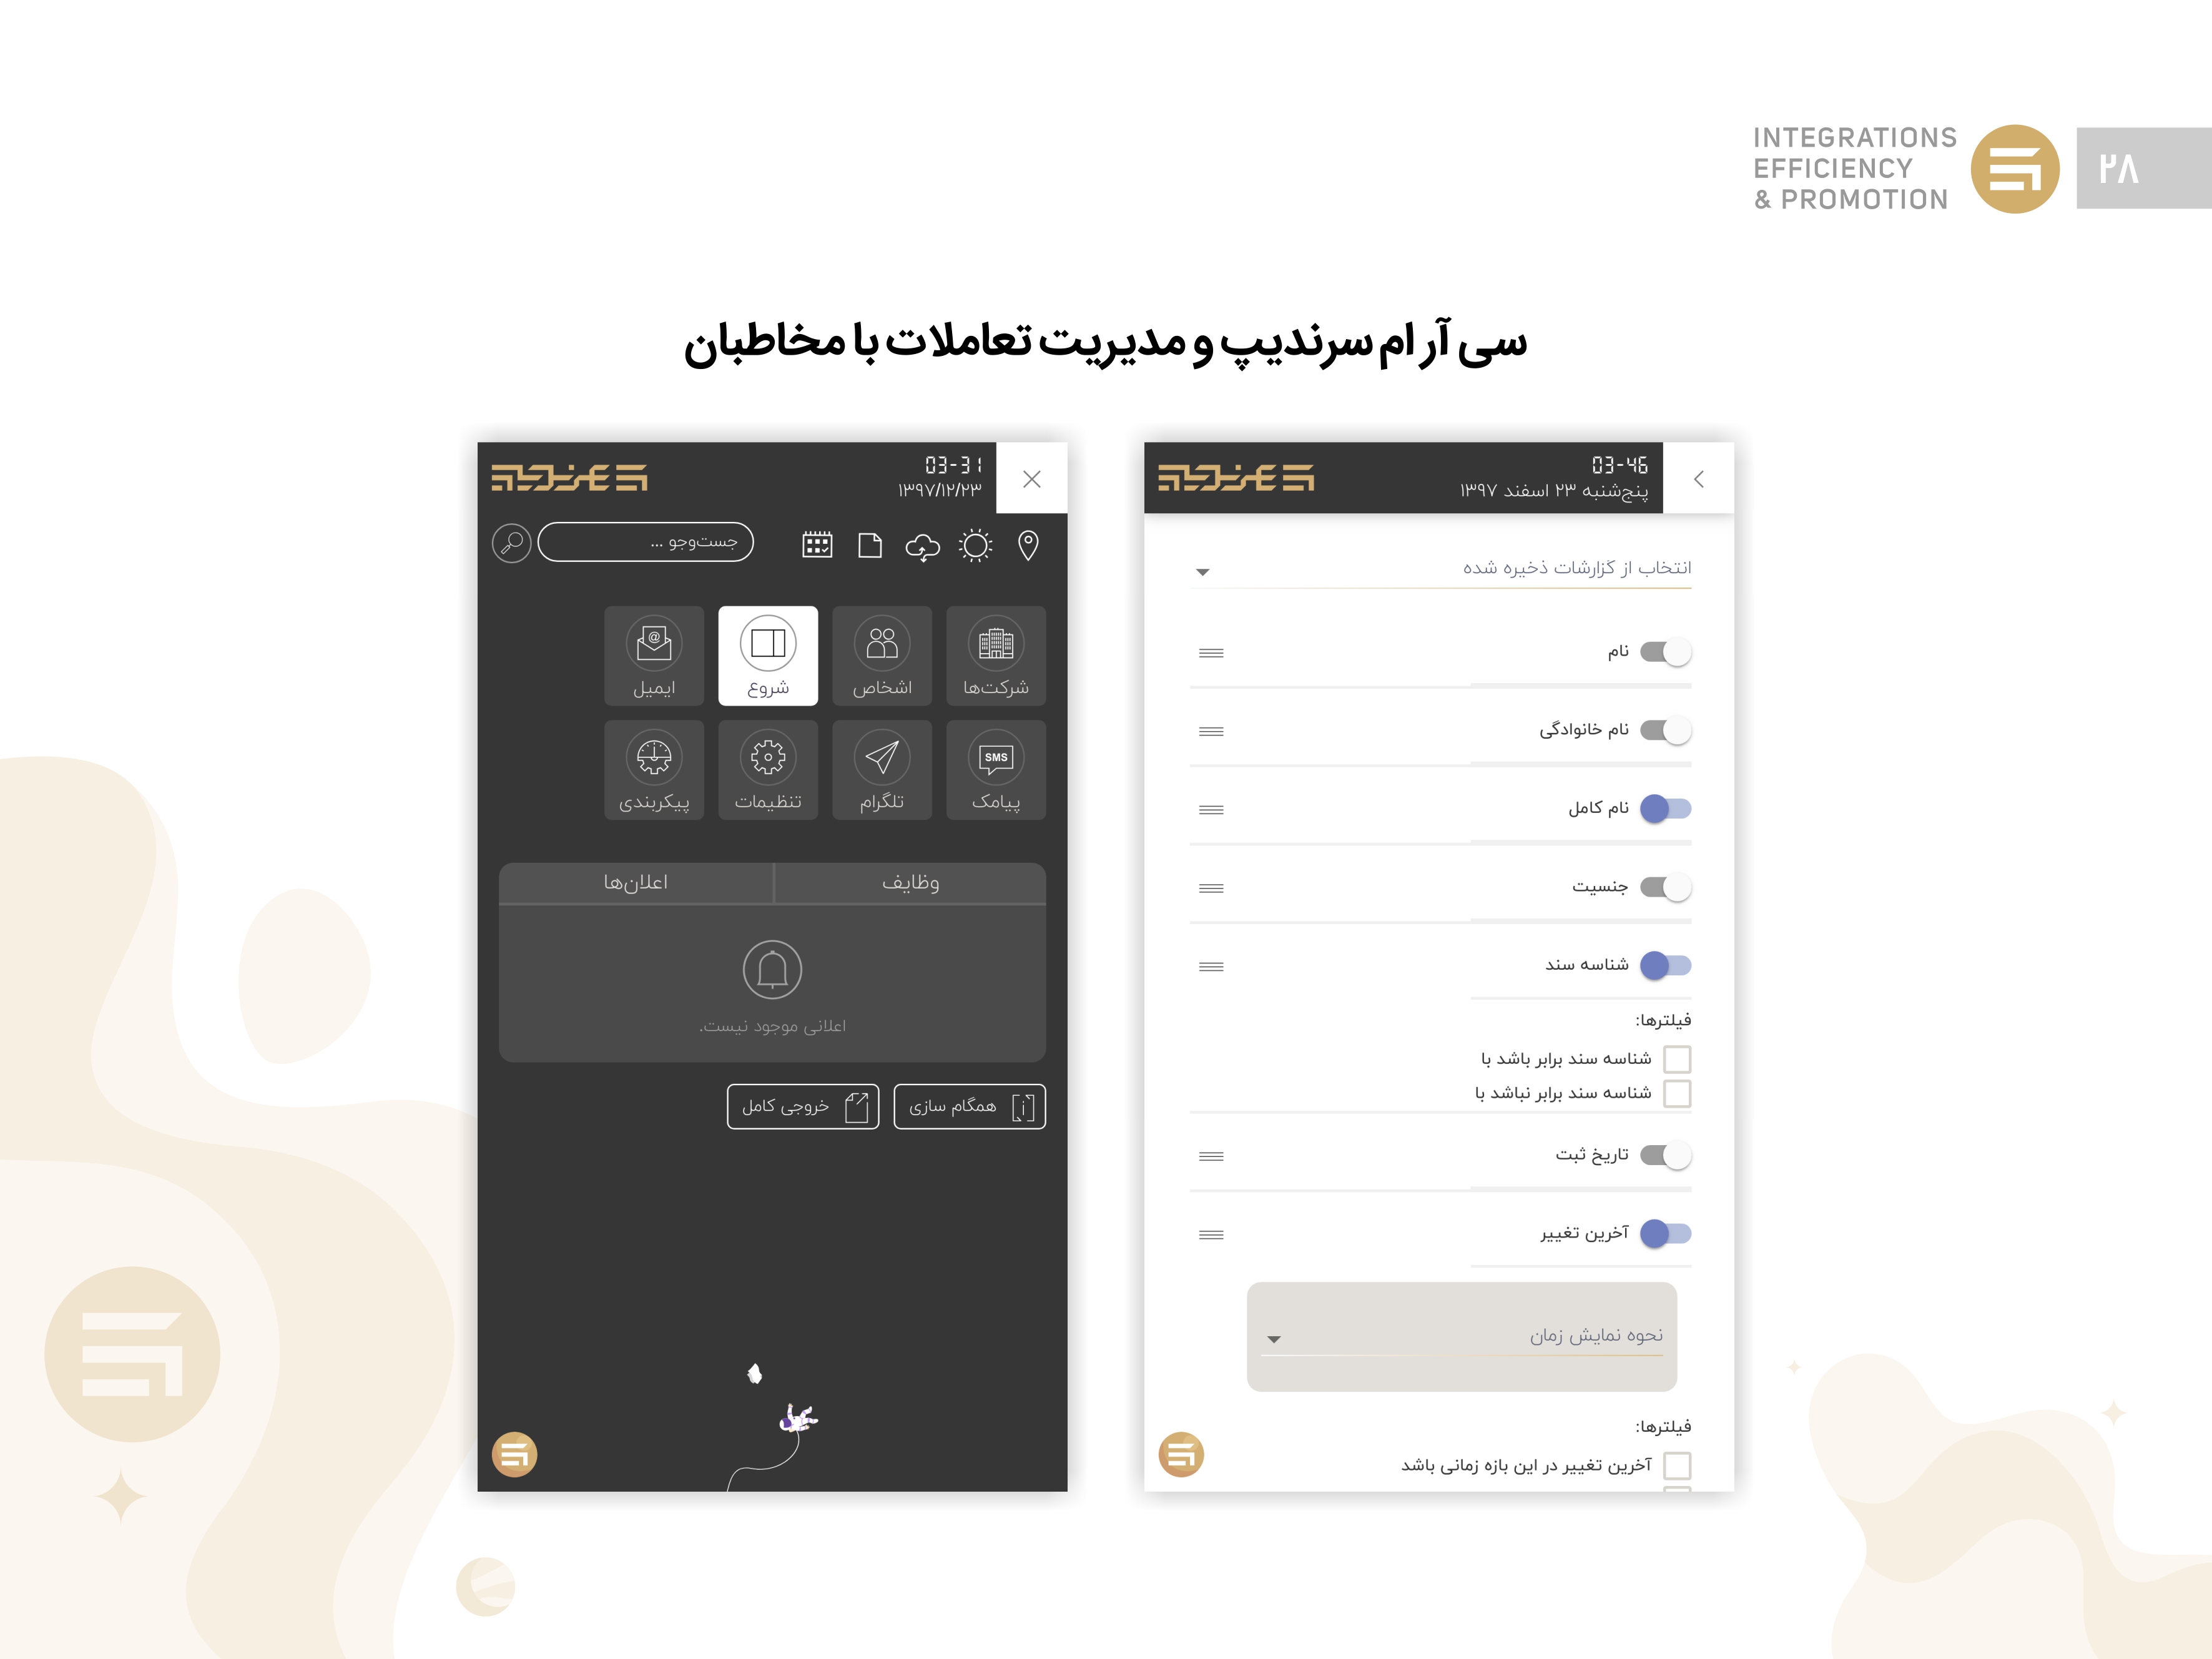 INTEGRATIONS
EFFICIENCY
& PROMOTION
۲۸
سی آر ام سرندیپ و مدیریت تعاملات با مخاطبان
03-46
پنج‌شنبه ۲۳ اسفند ۱۳۹۷
انتخاب از گزارشات ذخیره شده
نام
نام خانوادگی
نام کامل
جنسیت
شناسه سند
فیلترها:
شناسه سند برابر باشد با
شناسه سند برابر نباشد با
تاریخ ثبت
آخرین تغییر
نحوه نمایش زمان
فیلترها:
آخرین تغییر در این بازه زمانی باشد
سرندیپ
03-31
۱۳۹۷/۱۲/۲۳
جست‌وجو ...
شرکت‌ها
اشخاص
شروع
ایمیل
SMS
پیامک
تلگرام
تنظیمات
پیکربندی
وظایف
اعلان‌ها
اعلانی موجود نیست.
همگام سازی
خروجی کامل